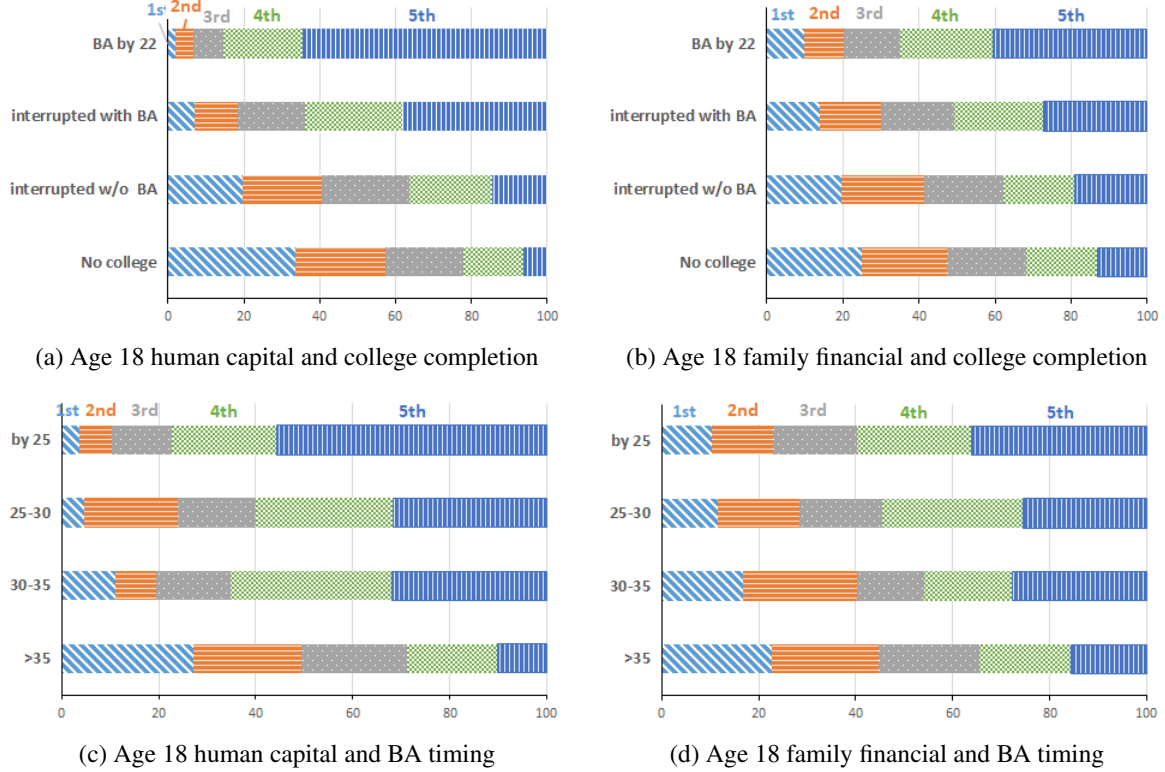 1st 2nd 3rd 4th 5th
BA by 22
interrupted with BA
interrupted w/o BA
No college
0 20 40 60 80 100
(a) Age 18 human capital and college completion
1st 2nd 3rd 4th 5th
BA by 22
interrupted with BA
interrupted w/o BA
No college
0 20 40 60 80 100
(b) Age 18 family financial and college completion
1st 2nd 3rd 4th 5th
by 25
25-30
30-35
>35
0 20 40 60 80 100
(c) Age 18 human capital and BA timing
1st 2nd 3rd 4th 5th
by 25
25-30
30-35
>35
0 20 40 60 80 100
(d) Age 18 family financial and BA timing